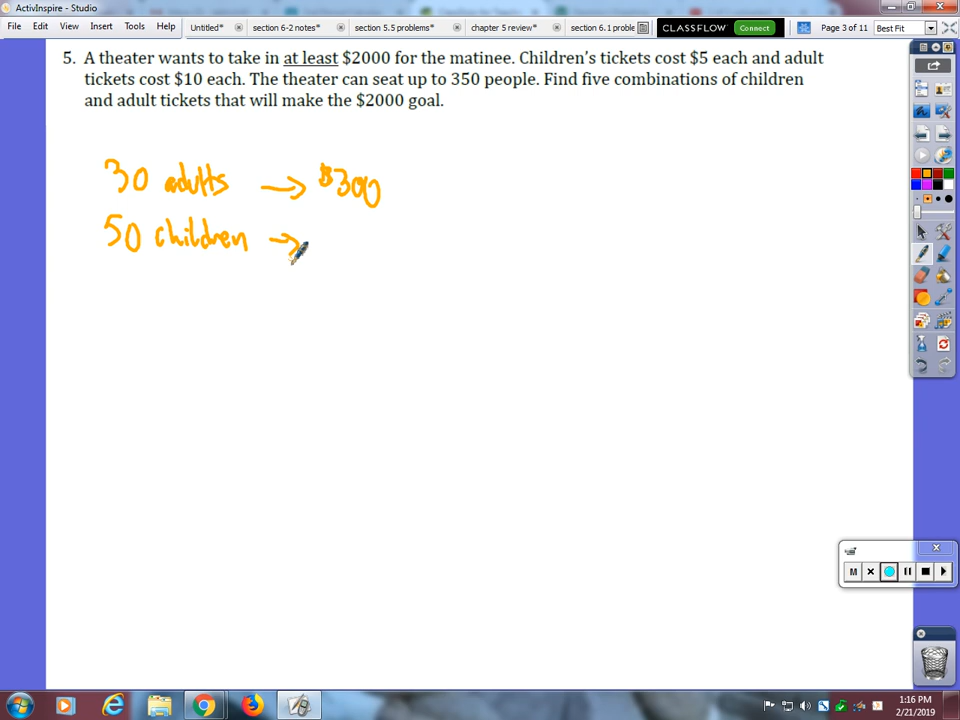 ActivInspire - Studio
File Edit View Insert Tools Help Untitled* section 6-2 notes* section 5.5 problems* chapter 5 review* section 6.1 proble CLASSFLOW Connect Page 3 of 11 Best Fit
5. A theater wants to take in at least $2000 for the matinee. Children's tickets cost $5 each and adult
tickets cost $10 each. The theater can seat up to 350 people. Find five combinations of children
and adult tickets that will make the $2000 goal.
30 adults → $300
50 children →
M
1:16 PM
2/21/2019